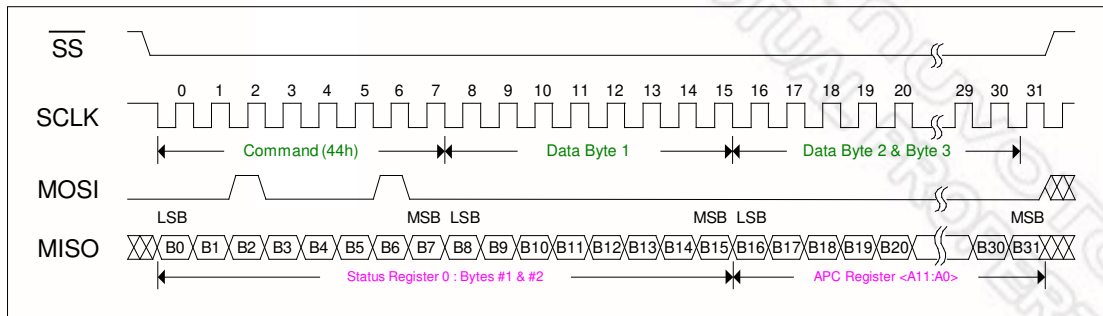 SS
0 1 2 3 4 5 6 7 8 9 10 11 12 13 14 15 16 17 18 19 20 29 30 31
SCLK
Command (44h) Data Byte 1 Data Byte 2 & Byte 3
MOSI
LSB MSB LSB MSB LSB MSB
MISO B0 B1 B2 B3 B4 B5 B6 B7 B8 B9 B10 B11 B12 B13 B14 B15 B16 B17 B18 B19 B20 B30 B31
Status Register 0 : Bytes #1 & #2 APC Register <A11:A0>